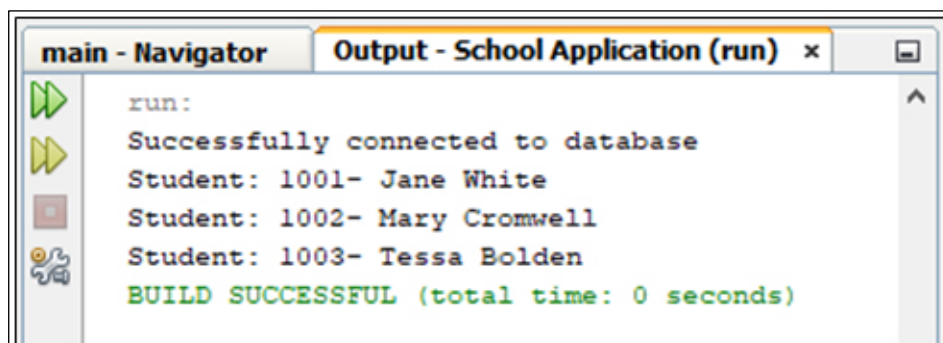 main - Navigator
Output - School Application (run) ×
run:
Successfully connected to database
Student: 1001- Jane White
Student: 1002- Mary Cromwell
Student: 1003- Tessa Bolden
BUILD SUCCESSFUL (total time: 0 seconds)